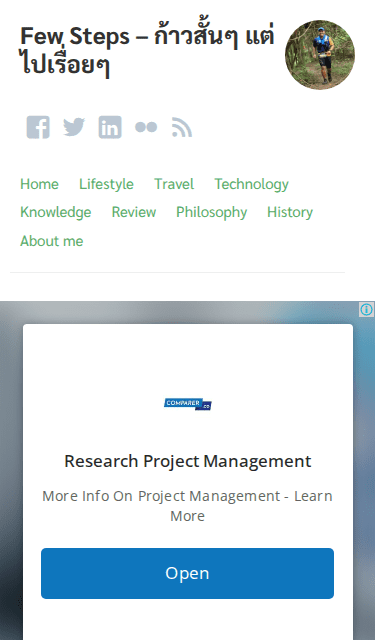 Few Steps – ก้าวสั้นๆ แต่
ไปเรื่อยๆ
Home Lifestyle Travel Technology
Knowledge Review Philosophy History
About me
COMPARER
.CO
Research Project Management
More Info On Project Management - Learn
More
Open